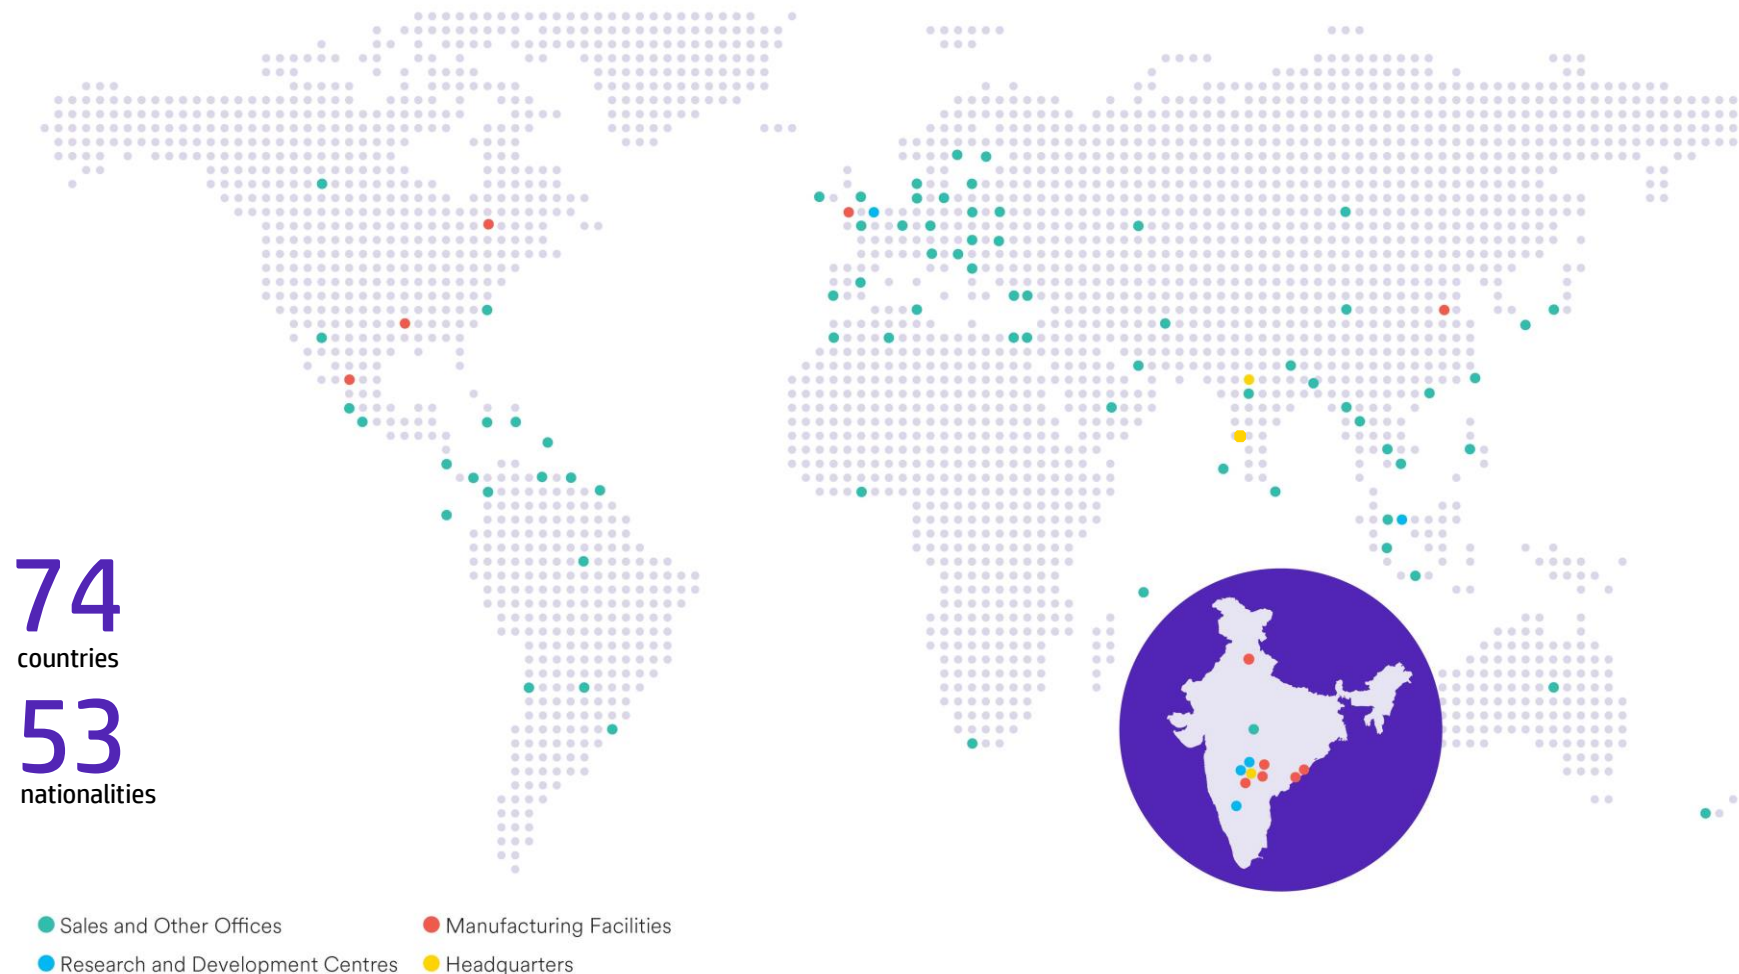 74
countries
53
nationalities
Sales and Other Offices
Manufacturing Facilities
Research and Development Centres
Headquarters